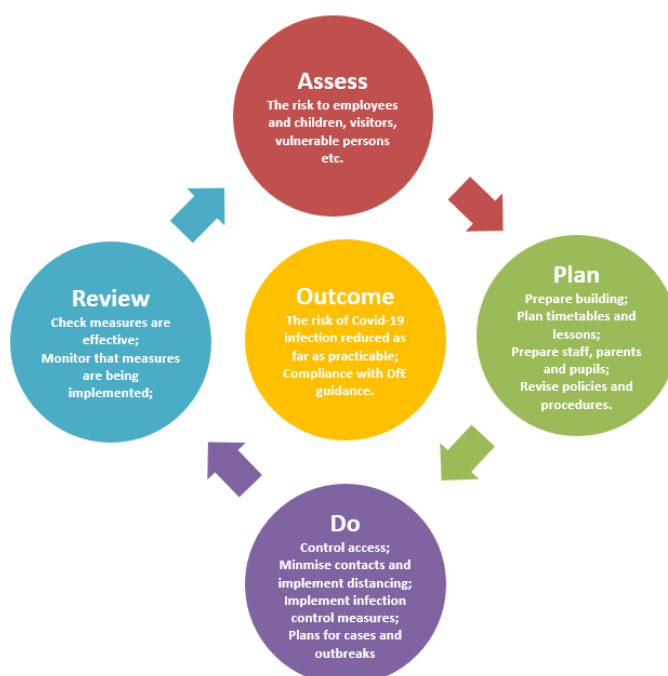 Assess
The risk to employees
and children, visitors,
vulnerable persons
etc.
Plan
Prepare building;
Plan timetables and
lessons;
Prepare staff, parents
and pupils;
Revise policies and
procedures.
Review
Check measures are
effective;
Monitor that measures
are being
implemented;
Outcome
The risk of Covid-19
infection reduced as
far as practicable;
Compliance with DfE
guidance.
Do
Control access;
Minmise contacts and
implement distancing;
Implement infection
control measures;
Plans for cases and
outbreaks